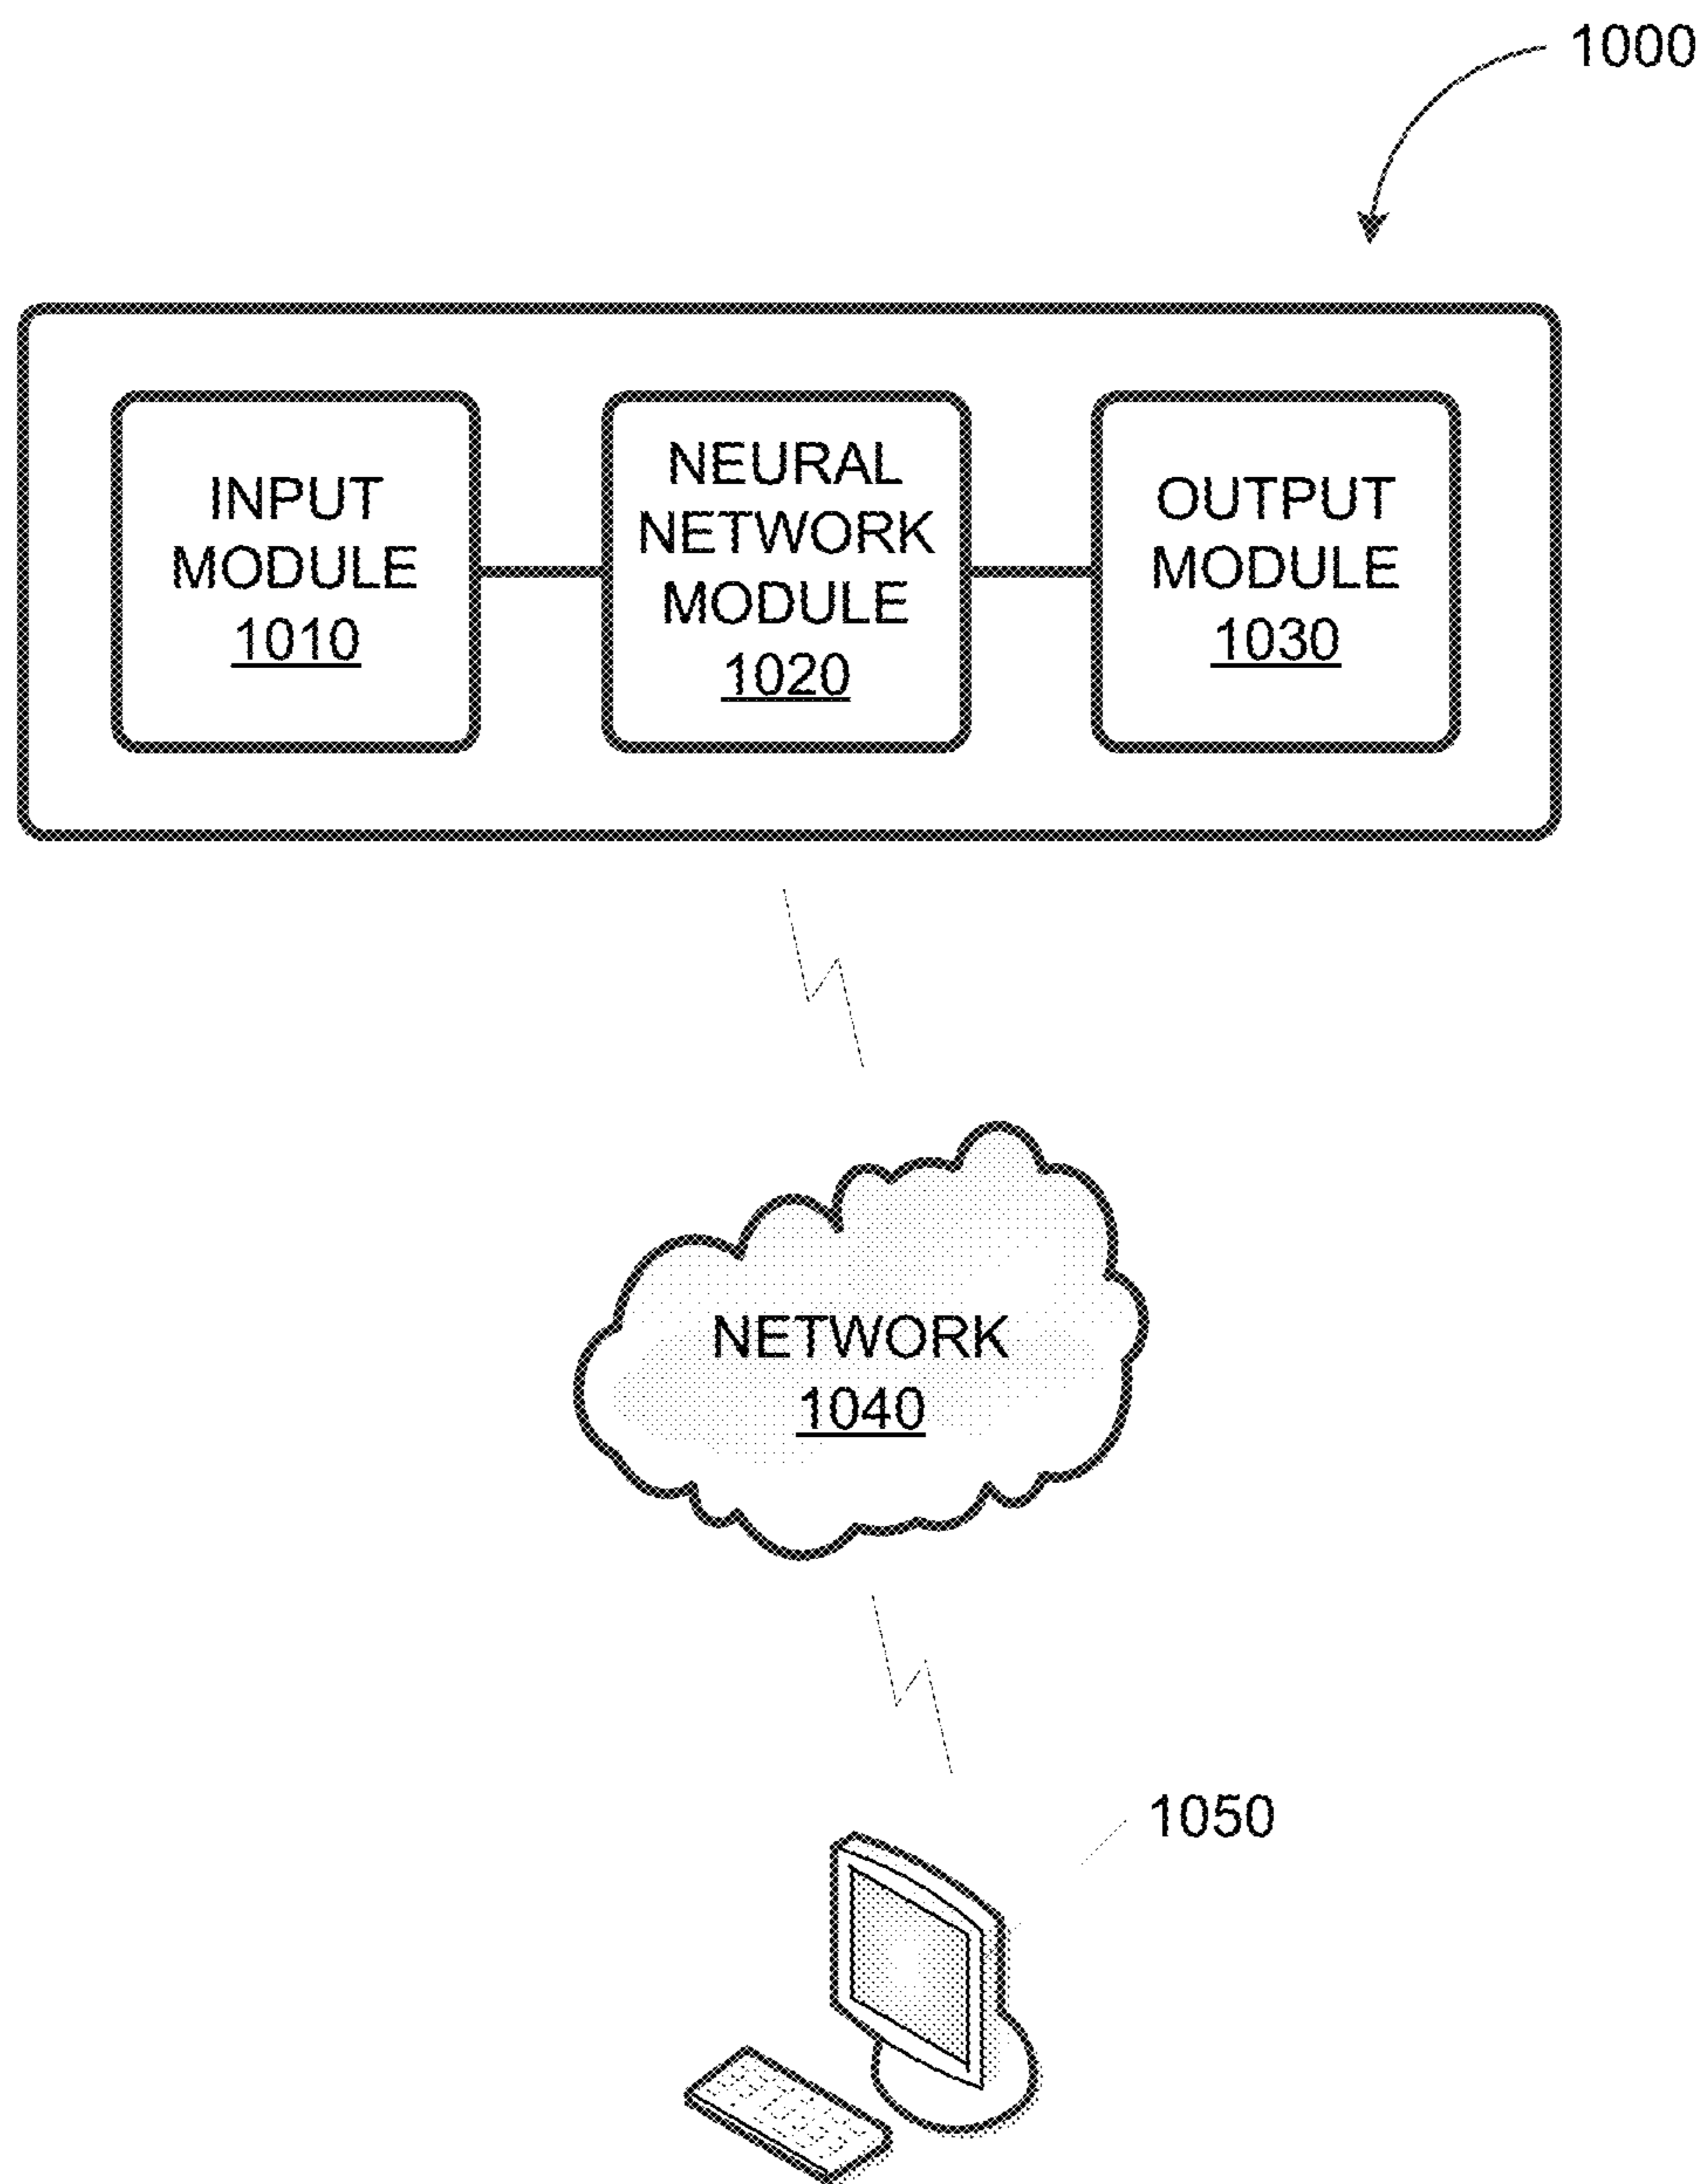 1000
INPUT
MODULE
1010
NEURAL
NETWORK
MODULE
1020
OUTPUT
MODULE
1030
NETWORK
1040
1050